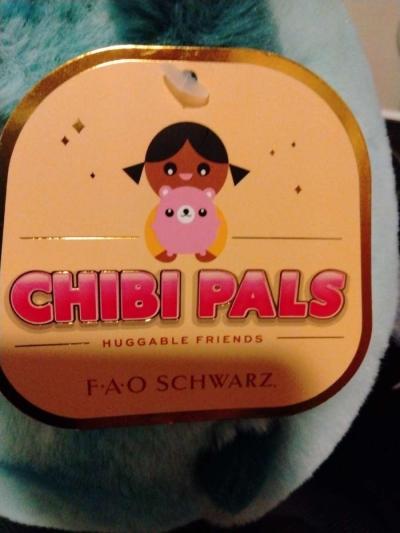 CHIBI PALS
HUGGABLE FRIENDS
F·A·O SCHWARZ.